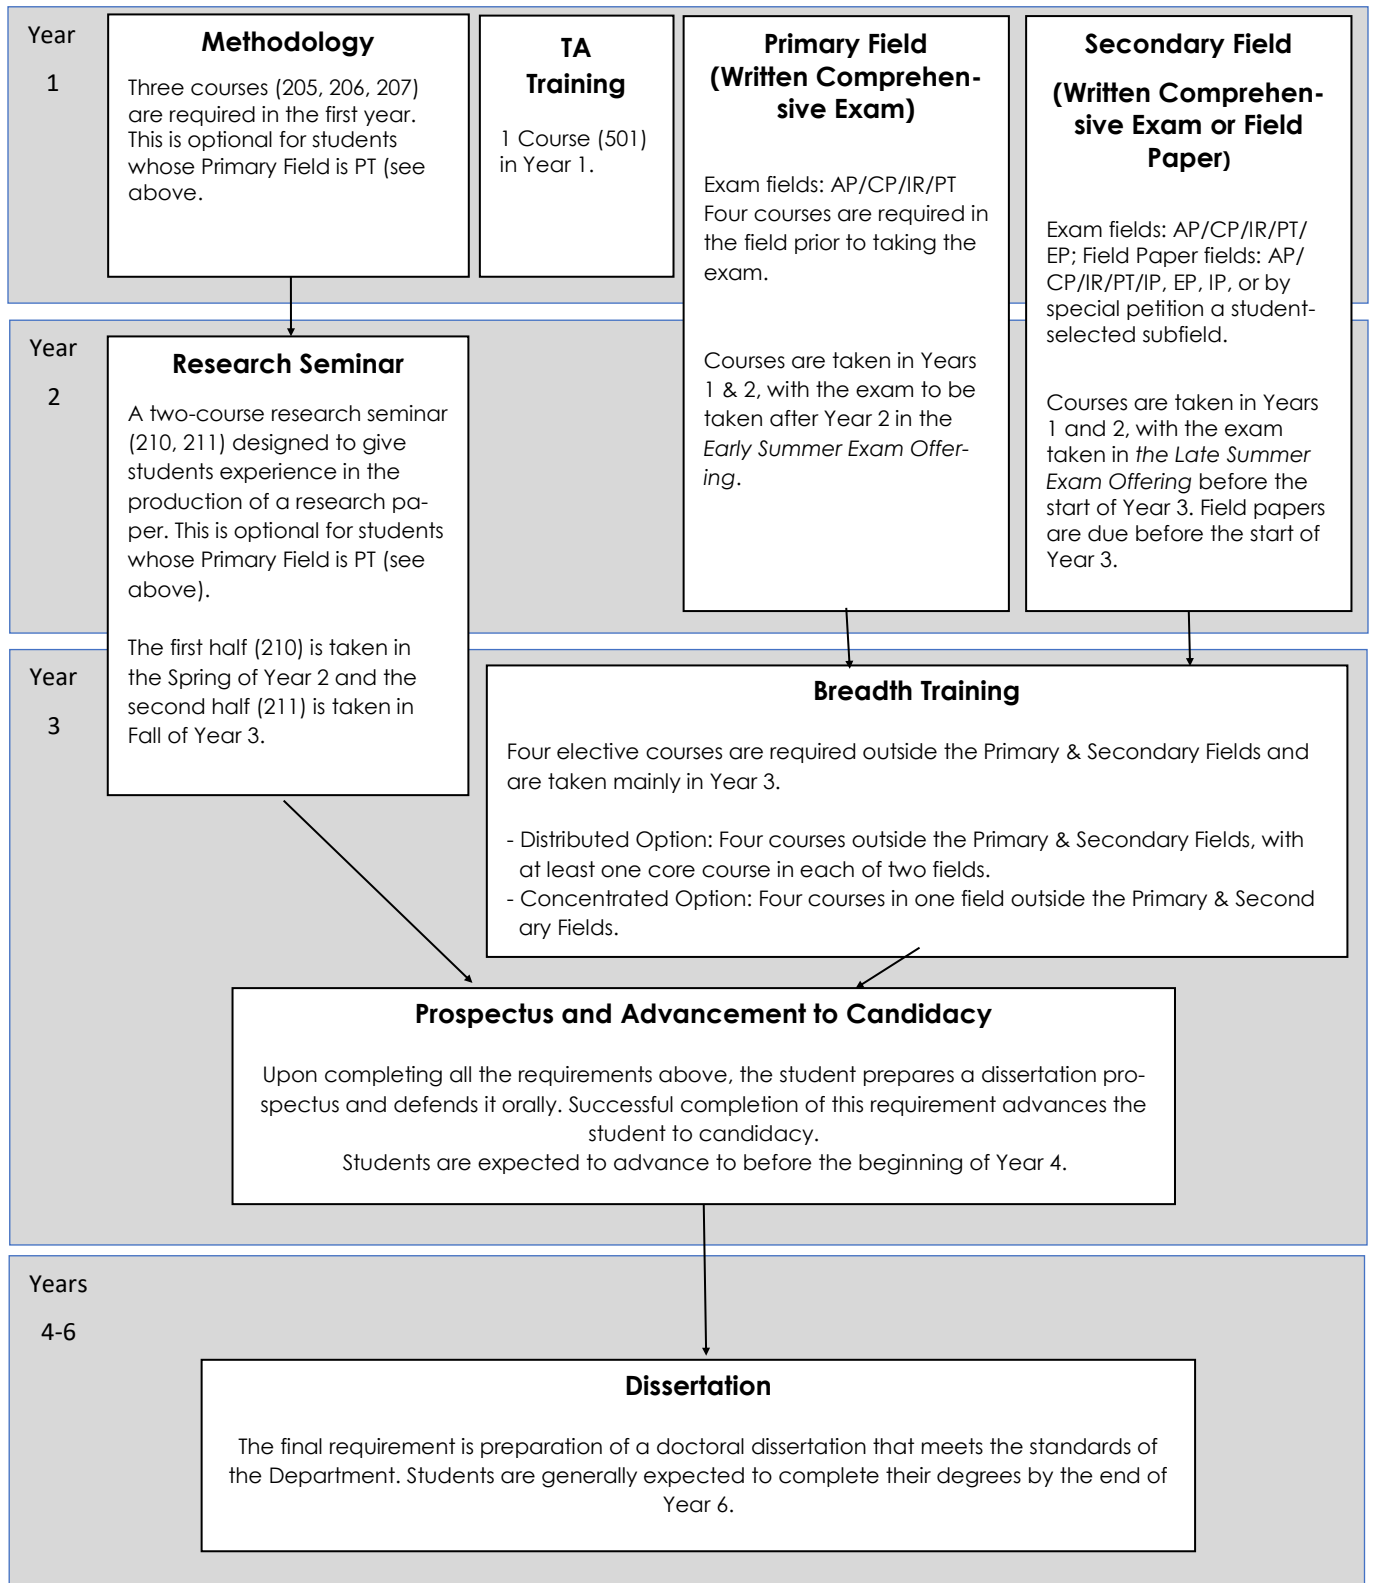 Year
1
Methodology
Three courses (205, 206, 207)
are required in the first year.
This is optional for students
whose Primary Field is PT (see
above.
TA
Training
1 Course (501)
in Year 1.
Primary Field
(Written Comprehen-
sive Exam)
Exam fields: AP/CP/IR/PT
Four courses are required in
the field prior to taking the
exam.
Courses are taken in Years
1 & 2, with the exam to be
taken after Year 2 in the
Early Summer Exam Offer-
ing.
Secondary Field
(Written Comprehen-
sive Exam or Field
Paper)
Exam fields: AP/CP/IR/PT/
EP; Field Paper fields: AP/
CP/IR/PT/IP, EP, IP, or by
special petition a student-
selected subfield.
Courses are taken in Years
1 and 2, with the exam
taken in the Late Summer
Exam Offering before the
start of Year 3. Field papers
are due before the start of
Year 3.
Year
2
Research Seminar
A two-course research seminar
(210, 211) designed to give
students experience in the
production of a research pa-
per. This is optional for students
whose Primary Field is PT (see
above).
The first half (210) is taken in
the Spring of Year 2 and the
second half (211) is taken in
Fall of Year 3.
Year
3
Breadth Training
Four elective courses are required outside the Primary & Secondary Fields and
are taken mainly in Year 3.
- Distributed Option: Four courses outside the Primary & Secondary Fields, with
at least one core course in each of two fields.
- Concentrated Option: Four courses in one field outside the Primary & Second
ary Fields.
Prospectus and Advancement to Candidacy
Upon completing all the requirements above, the student prepares a dissertation pro-
spectus and defends it orally. Successful completion of this requirement advances the
student to candidacy.
Students are expected to advance to before the beginning of Year 4.
Years
4-6
Dissertation
The final requirement is preparation of a doctoral dissertation that meets the standards of
the Department. Students are generally expected to complete their degrees by the end of
Year 6.